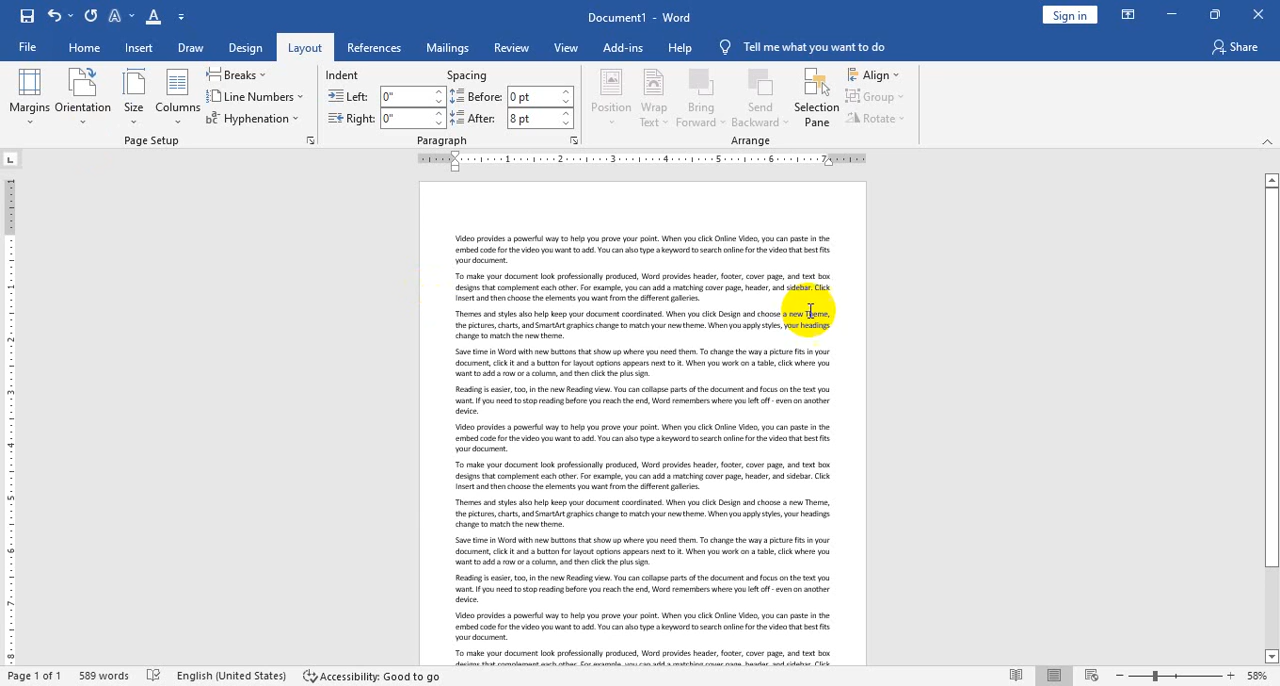 Document1 - Word
Sign in
File Home Insert Draw Design Layout References Mailings Review View Add-ins Help Tell me what you want to do Share
Margins Orientation Size Columns Breaks Line Numbers Hyphenation
Page Setup
Indent Spacing
Left: 0" Before: 0 pt
Right: 0" After: 8 pt
Paragraph
Position Wrap Text Bring Forward Send Backward Selection Pane Align Group Rotate
Arrange
1 2 3 4 5 6 7
Video provides a powerful way to help you prove your point. When you click Online Video, you can paste in the
embed code for the video you want to add. You can also type a keyword to search online for the video that best fits
your document.
To make your document look professionally produced, Word provides header, footer, cover page, and text box
designs that complement each other. For example, you can add a matching cover page, header, and sidebar. Click
Insert and then choose the elements you want from the different galleries.
Themes and styles also help keep your document coordinated. When you click Design and choose a new Theme,
the pictures, charts, and SmartArt graphics change to match your new theme. When you apply styles, your headings
change to match the new theme.
Save time in Word with new buttons that show up where you need them. To change the way a picture fits in your
document, click it and a button for layout options appears next to it. When you work on a table, click where you
want to add a row or a column, and then click the plus sign.
Reading is easier, too, in the new Reading view. You can collapse parts of the document and focus on the text you
want. If you need to stop reading before you reach the end, Word remembers where you left off - even on another
device.
Video provides a powerful way to help you prove your point. When you click Online Video, you can paste in the
embed code for the video you want to add. You can also type a keyword to search online for the video that best fits
your document.
To make your document look professionally produced, Word provides header, footer, cover page, and text box
designs that complement each other. For example, you can add a matching cover page, header, and sidebar. Click
Insert and then choose the elements you want from the different galleries.
Themes and styles also help keep your document coordinated. When you click Design and choose a new Theme,
the pictures, charts, and SmartArt graphics change to match your new theme. When you apply styles, your headings
change to match the new theme.
Save time in Word with new buttons that show up where you need them. To change the way a picture fits in your
document, click it and a button for layout options appears next to it. When you work on a table, click where you
want to add a row or a column, and then click the plus sign.
Reading is easier, too, in the new Reading view. You can collapse parts of the document and focus on the text you
want. If you need to stop reading before you reach the end, Word remembers where you left off - even on another
device.
Video provides a powerful way to help you prove your point. When you click Online Video, you can paste in the
embed code for the video you want to add. You can also type a keyword to search online for the video that best fits
your document.
To make your document look professionally produced, Word provides header, footer, cover page, and text box
designs that complement each other. For example, you can add a matching cover page, header, and sidebar. Click
Page 1 of 1 589 words English (United States) Accessibility: Good to go 58%